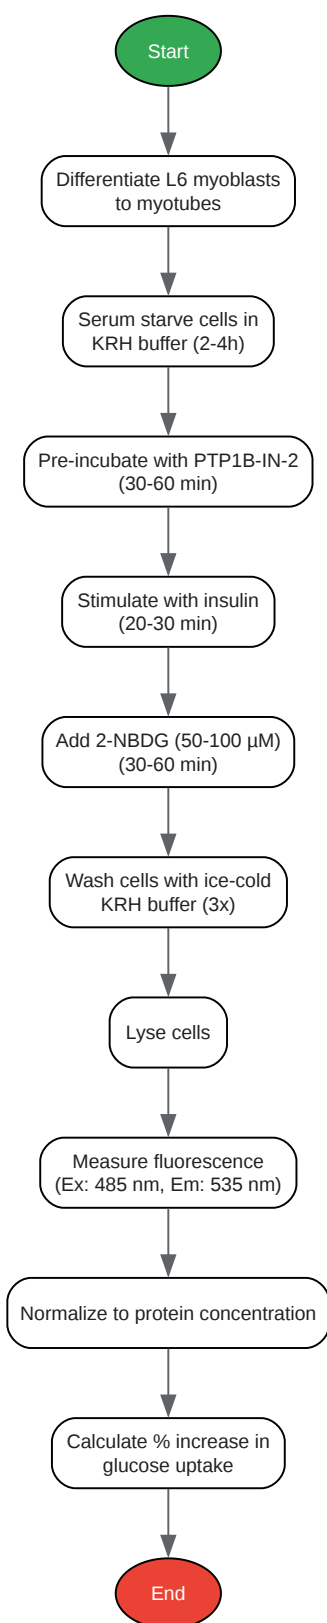 Start
Differentiate L6 myoblasts
to myotubes
Serum starve cells in
KRH buffer (2-4h)
Pre-incubate with PTP1B-IN-2
(30-60 min)
Stimulate with insulin
(20-30 min)
Add 2-NBDG (50-100 µM)
(30-60 min)
Wash cells with ice-cold
KRH buffer (3x)
Lyse cells
Measure fluorescence
(Ex: 485 nm, Em: 535 nm)
Normalize to protein concentration
Calculate % increase in
glucose uptake
End